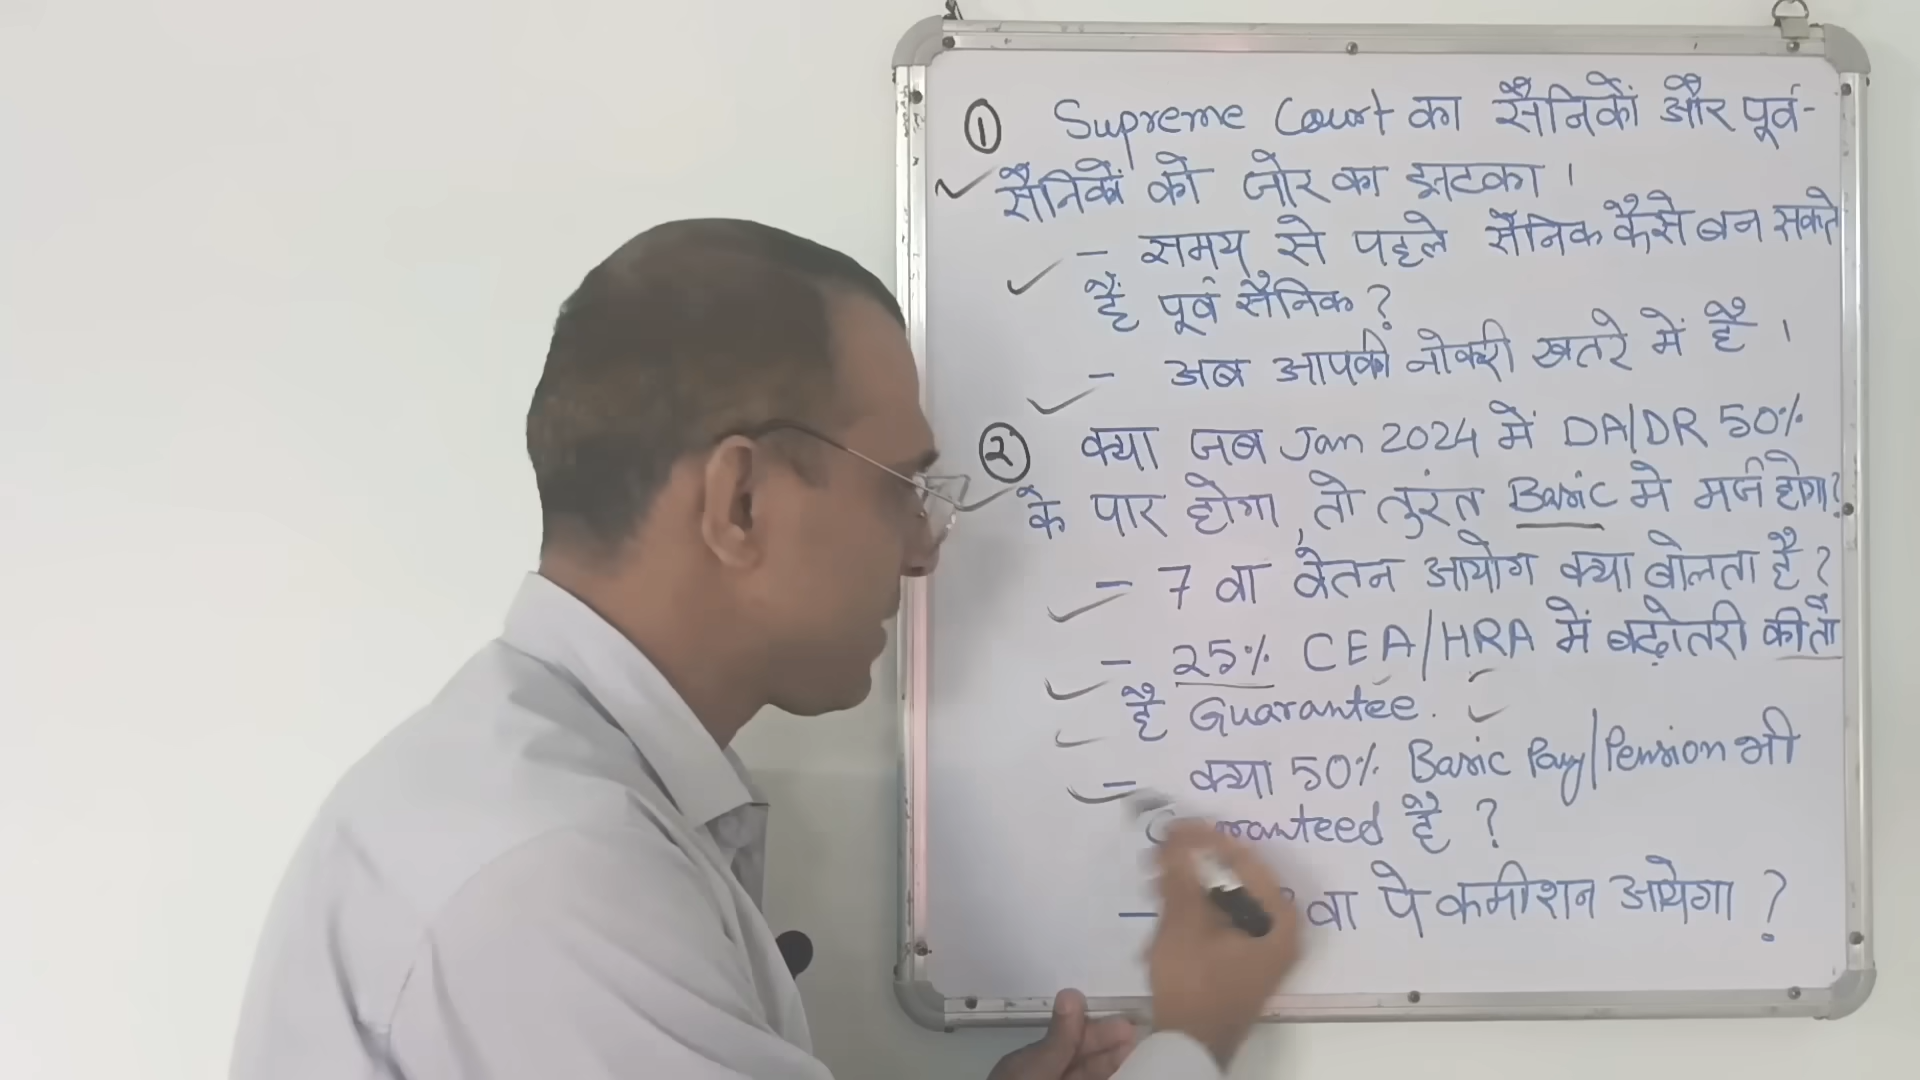 ① Supreme Court का सैनिकों और पूर्व-
सैनिकों को जोर का झटका ।
- समय से पहले सैनिक कैसे बन सकते
हैं पूर्व सैनिक ?
- अब आपकी नोकरी खतरे में है ।
② क्या जब Jan 2024 में DA/DR 50%
के पार होगा, तो तुरंत Basic मे मर्ज होगा?
- 7 वा वेतन आयोग क्या बोलता है ?
- 25% CEA/HRA में बढ़ोतरी की तो
है Guarantee.
- क्या 50% Basic Pay/Pension भी
Guaranteed है ?
- वा पे कमीशन आयेगा ?